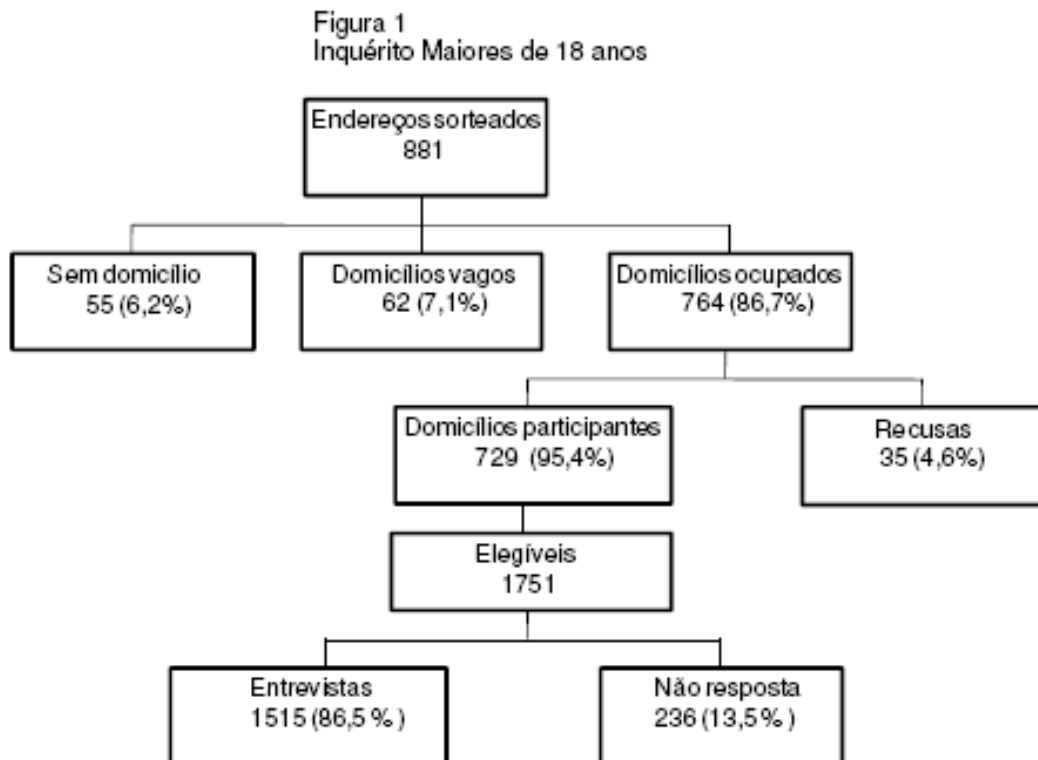 Figura 1
Inquérito Maiores de 18 anos
Endereços sorteados
881
Sem domicílio
55 (6,2%)
Domicílios vagos
62 (7,1%)
Domicílios ocupados
764 (86,7%)
Domicílios participantes
729 (95,4%)
Recusas
35 (4,6%)
Elegíveis
1751
Entrevistas
1515 (86,5 % )
Não resposta
236 (13,5% )